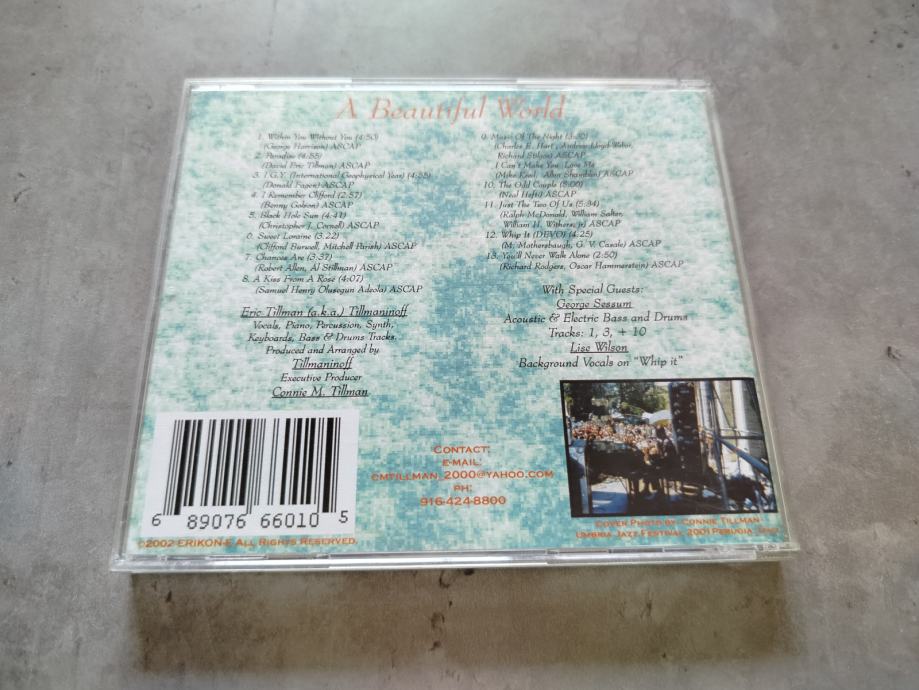 A Beautiful World
1. Within You Without You (4:50)
(George Harrison) ASCAP
2. Paradise (4:55)
(David Eric Tillman) ASCAP
3. I.G.Y. (International Geophysical Year) (4:55)
(Donald Fagen) ASCAP
4. I Remember Clifford (2:57)
(Benny Golson) ASCAP
5. Black Hole Sun (4:41)
(Christopher J. Cornell) ASCAP
6. Sweet Loraine (3:22)
(Clifford Burwell, Mitchell Parish) ASCAP
7. Chances Are (3:37)
(Robert Allen, Al Stillman) ASCAP
8. A Kiss From A Rose (4:07)
(Samuel Henry Olusegun Adeola) ASCAP
Eric Tillman (a.k.a.) Tillmaninoff
Vocals, Piano, Percussion, Synth,
Keyboards, Bass & Drums Tracks.
Produced and Arranged by
Tillmaninoff
Executive Producer
Connie M. Tillman
9. Music Of The Night (3:30)
(Charles E. Hart, Andrew Lloyd-Weber,
Richard Stilgoe) ASCAP
I Can't Make You Love Me
(Mike Reid, Allen Shamblin) ASCAP
10. The Odd Couple (5:00)
(Neal Hefti) ASCAP
11. Just The Two Of Us (5:34)
(Ralph McDonald, William Salter,
William H. Withers, jr) ASCAP
12. Whip It (DEVO) (4:25)
(M. Mothersbaugh, G. V. Casale) ASCAP
13. You'll Never Walk Alone (2:50)
(Richard Rodgers, Oscar Hammerstein) ASCAP
With Special Guests:
George Sessum
Acoustic & Electric Bass and Drums
Tracks: 1, 3, + 10
Lise Wilson
Background Vocals on "Whip it"
Contact:
E-mail:
cmtillman_2000@yahoo.com
ph:
916-424-8800
6 89076 66010 5
©2002 ERIKON-E All Rights Reserved.
Cover Photo by: Connie Tillman-
Umbria Jazz Festival 2001 Perugia,